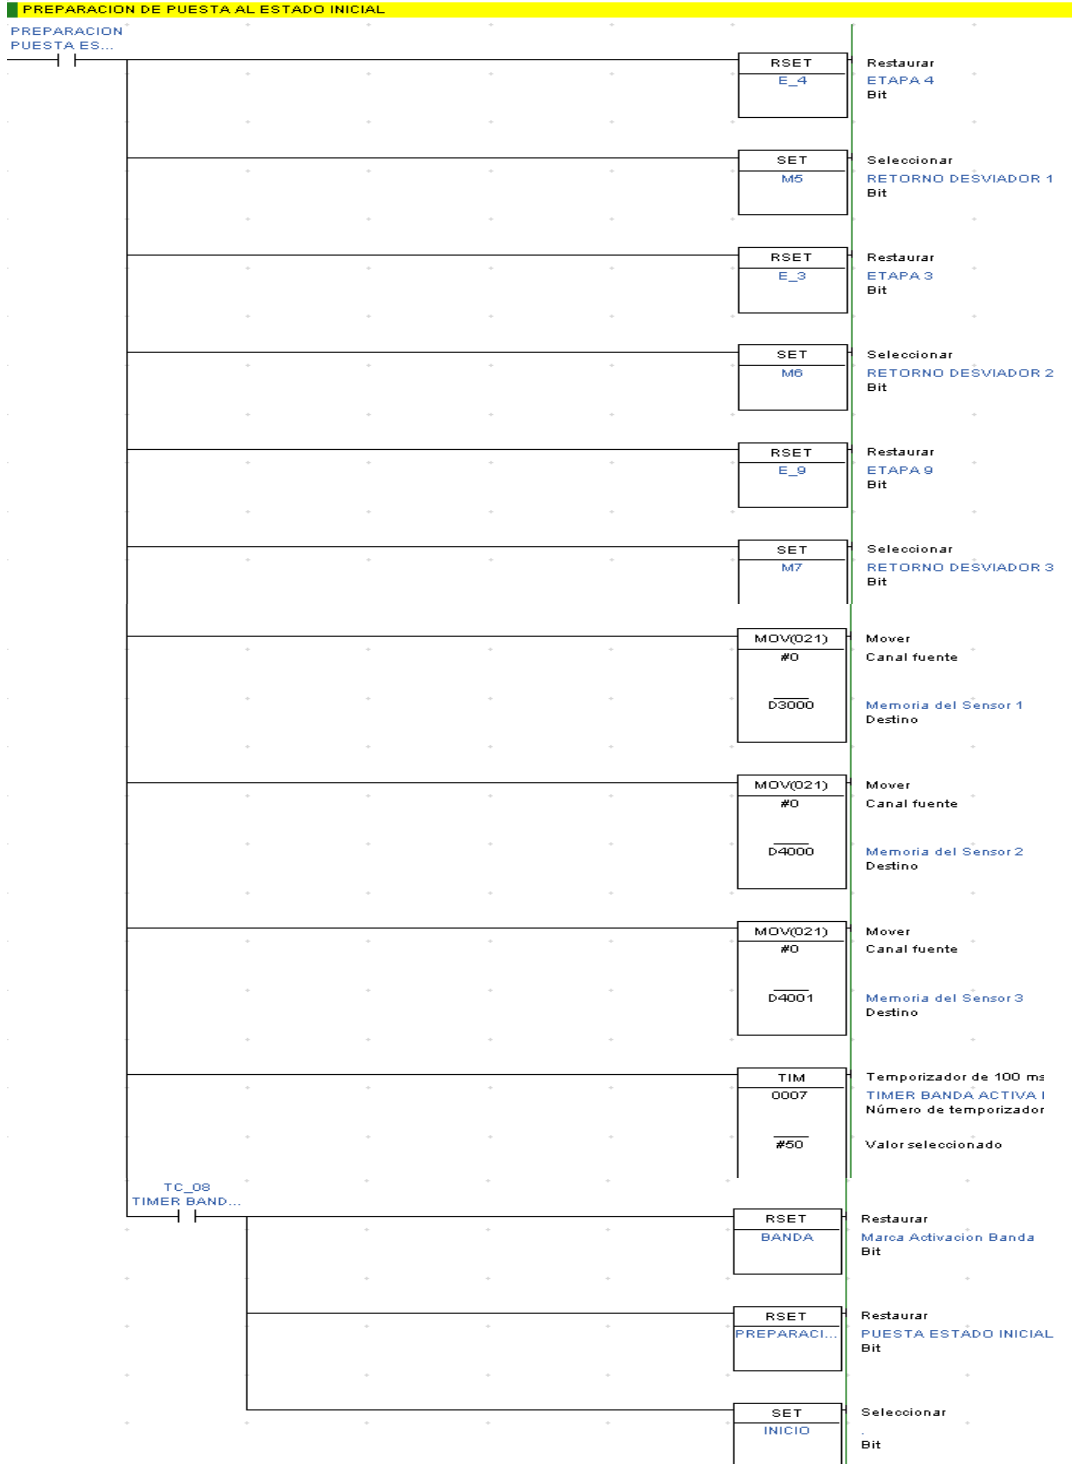 PREPARACION DE PUESTA AL ESTADO INICIAL
PREPARACION
PUESTA ES...
RSET
E_4
Restaurar
ETAPA 4
Bit
SET
M5
Seleccionar
RETORNO DESVIADOR 1
Bit
RSET
E_3
Restaurar
ETAPA 3
Bit
SET
M6
Seleccionar
RETORNO DESVIADOR 2
Bit
RSET
E_9
Restaurar
ETAPA 9
Bit
SET
M7
Seleccionar
RETORNO DESVIADOR 3
Bit
MOV(021)
#0
D3000
Mover
Canal fuente
Memoria del Sensor 1
Destino
MOV(021)
#0
D4000
Mover
Canal fuente
Memoria del Sensor 2
Destino
MOV(021)
#0
D4001
Mover
Canal fuente
Memoria del Sensor 3
Destino
TIM
0007
#50
Temporizador de 100 ms
TIMER BANDA ACTIVA I
Número de temporizador
Valor seleccionado
TC_08
TIMER BAND...
RSET
BANDA
Restaurar
Marca Activacion Banda
Bit
RSET
PREPARACI...
Restaurar
PUESTA ESTADO INICIAL
Bit
SET
INICIO
Seleccionar
.
Bit